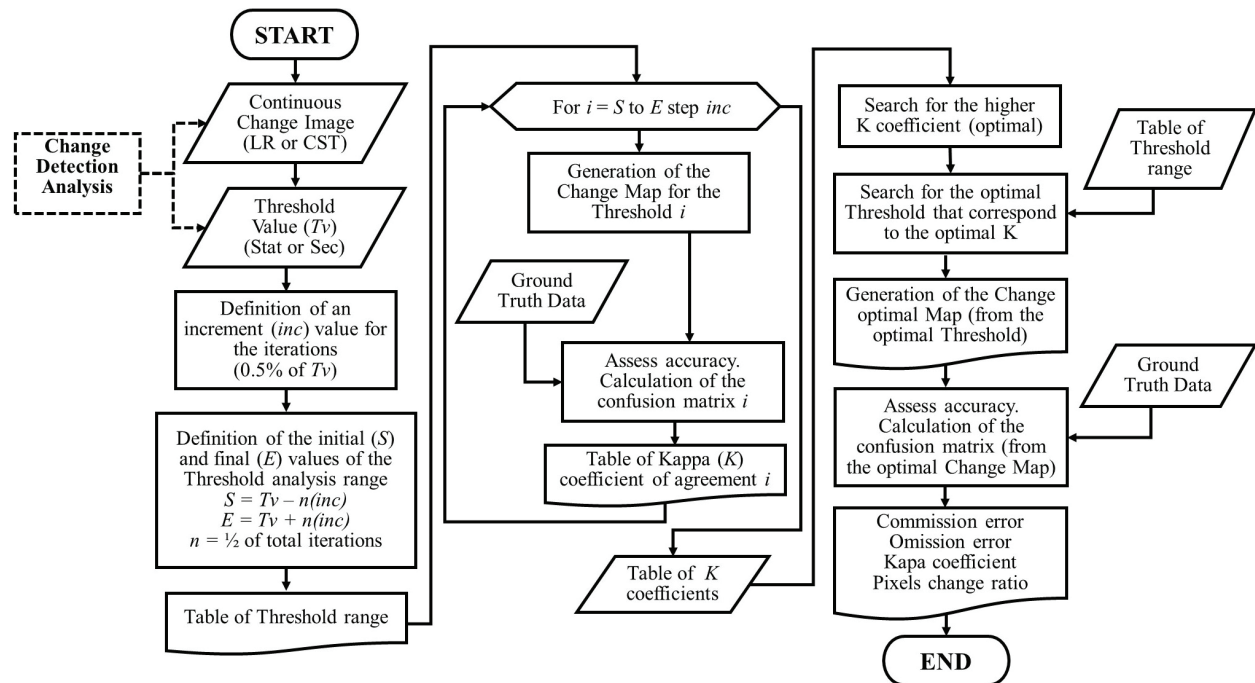 START
Continuous
Change Image
(LR or CST)
Change
Detection
Analysis
Threshold
Value (Tv)
(Stat or Sec)
Definition of an
increment (inc) value for
the iterations
(0.5% of Tv)
Definition of the initial (S)
and final (E) values of the
Threshold analysis range
S = Tv – n(inc)
E = Tv + n(inc)
n = ½ of total iterations
Table of Threshold range
For i = S to E step inc
Generation of the
Change Map for the
Threshold i
Ground
Truth Data
Assess accuracy.
Calculation of the
confusion matrix i
Table of Kappa (K)
coefficient of agreement i
Table of K
coefficients
Search for the higher
K coefficient (optimal)
Table of
Threshold
range
Search for the optimal
Threshold that correspond
to the optimal K
Generation of the Change
optimal Map (from the
optimal Threshold)
Ground
Truth Data
Assess accuracy.
Calculation of the
confusion matrix (from
the optimal Change Map)
Commission error
Omission error
Kapa coefficient
Pixels change ratio
END